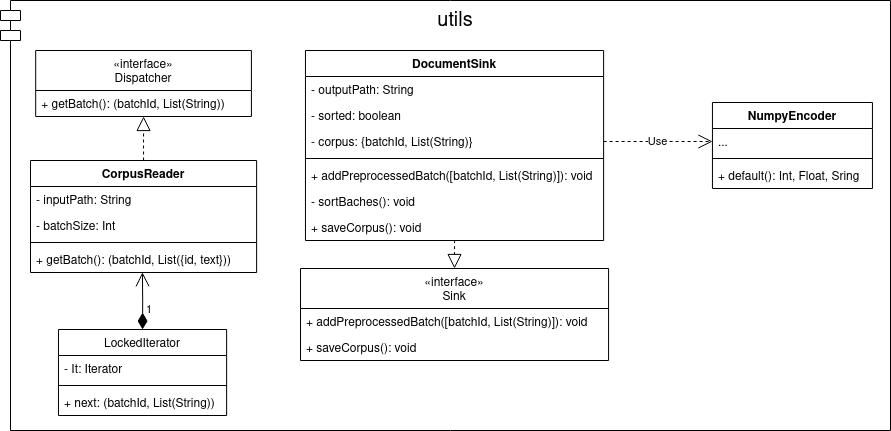 utils
«interface»
Dispatcher
+ getBatch(): (batchId, List(String))
CorpusReader
- inputPath: String
- batchSize: Int
+ getBatch(): (batchId, List({id, text}))
1
LockedIterator
- It: Iterator
+ next: (batchId, List(String))
DocumentSink
- outputPath: String
- sorted: boolean
- corpus: {batchId, List(String)}
+ addPreprocessedBatch([batchId, List(String)]): void
- sortBaches(): void
+ saveCorpus(): void
«interface»
Sink
+ addPreprocessedBatch([batchId, List(String)]): void
+ saveCorpus(): void
Use
NumpyEncoder
...
+ default(): Int, Float, Sring